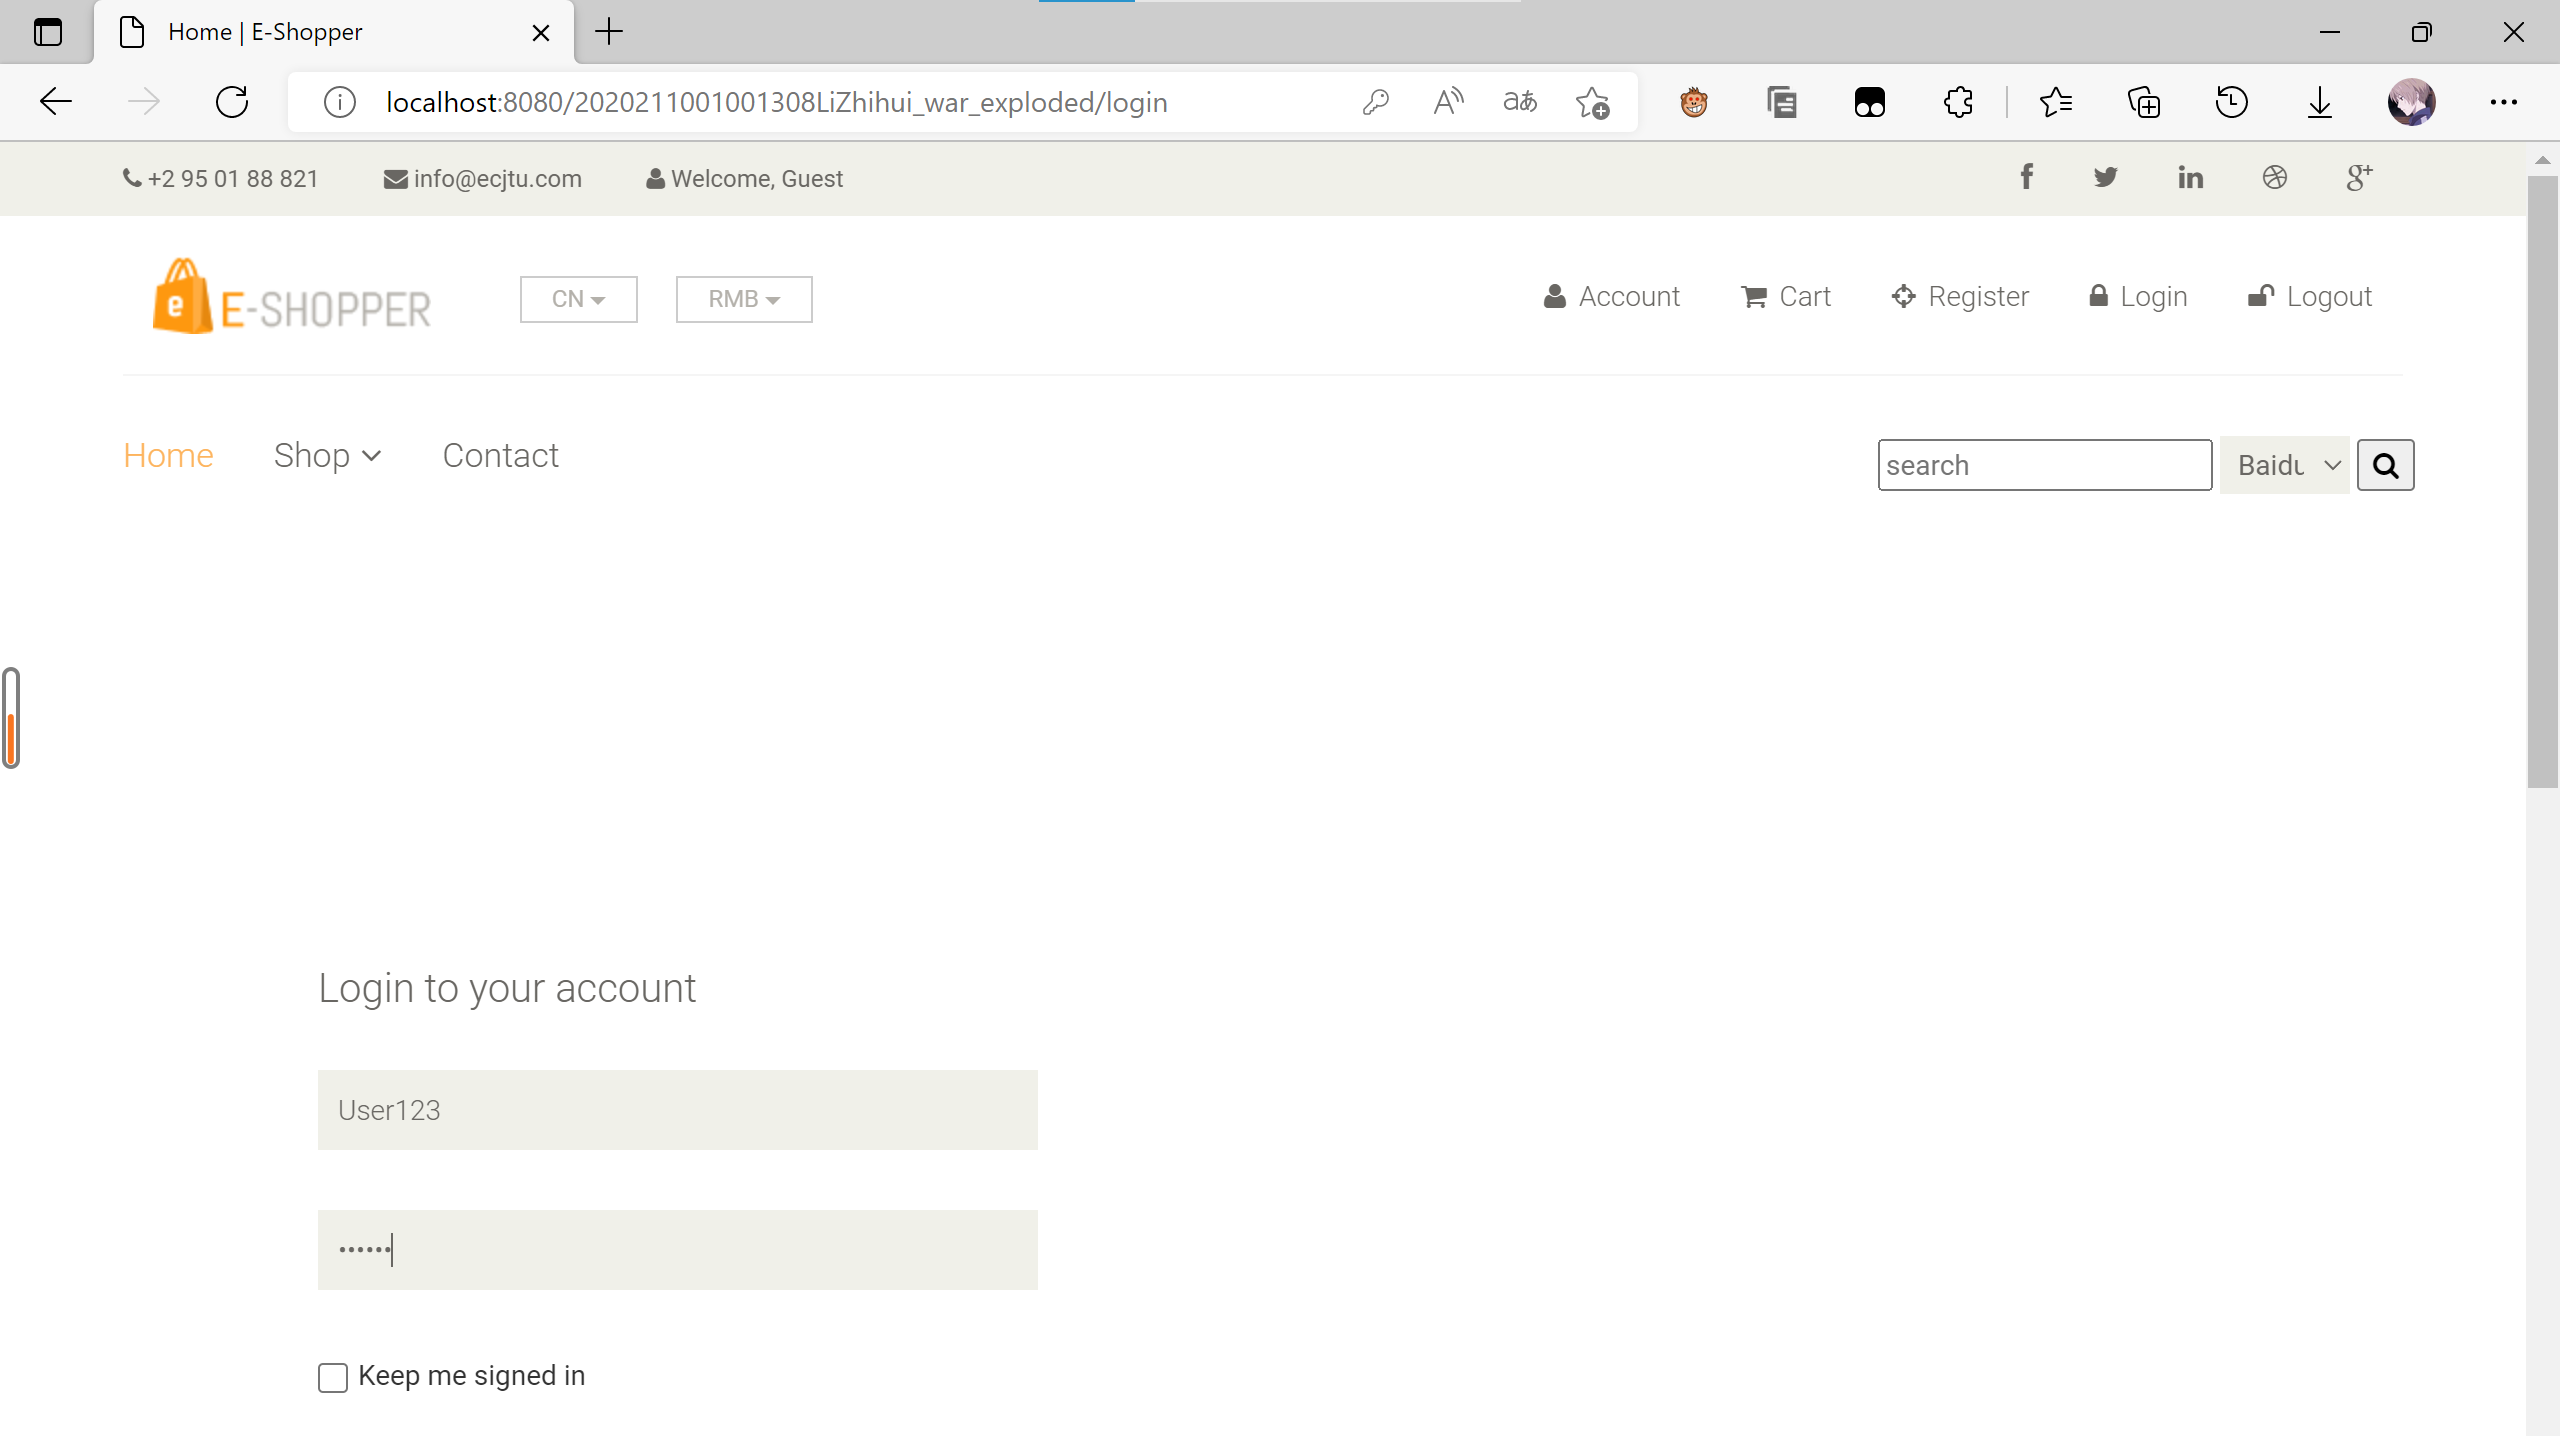 Home | E-Shopper
localhost:8080/2020211001001308LiZhihui_war_exploded/login
+2 95 01 88 821 info@ecjtu.com Welcome, Guest
E-SHOPPER CN RMB Account Cart Register Login Logout
Home Shop Contact search Baidu
Login to your account
User123
••••••
Keep me signed in